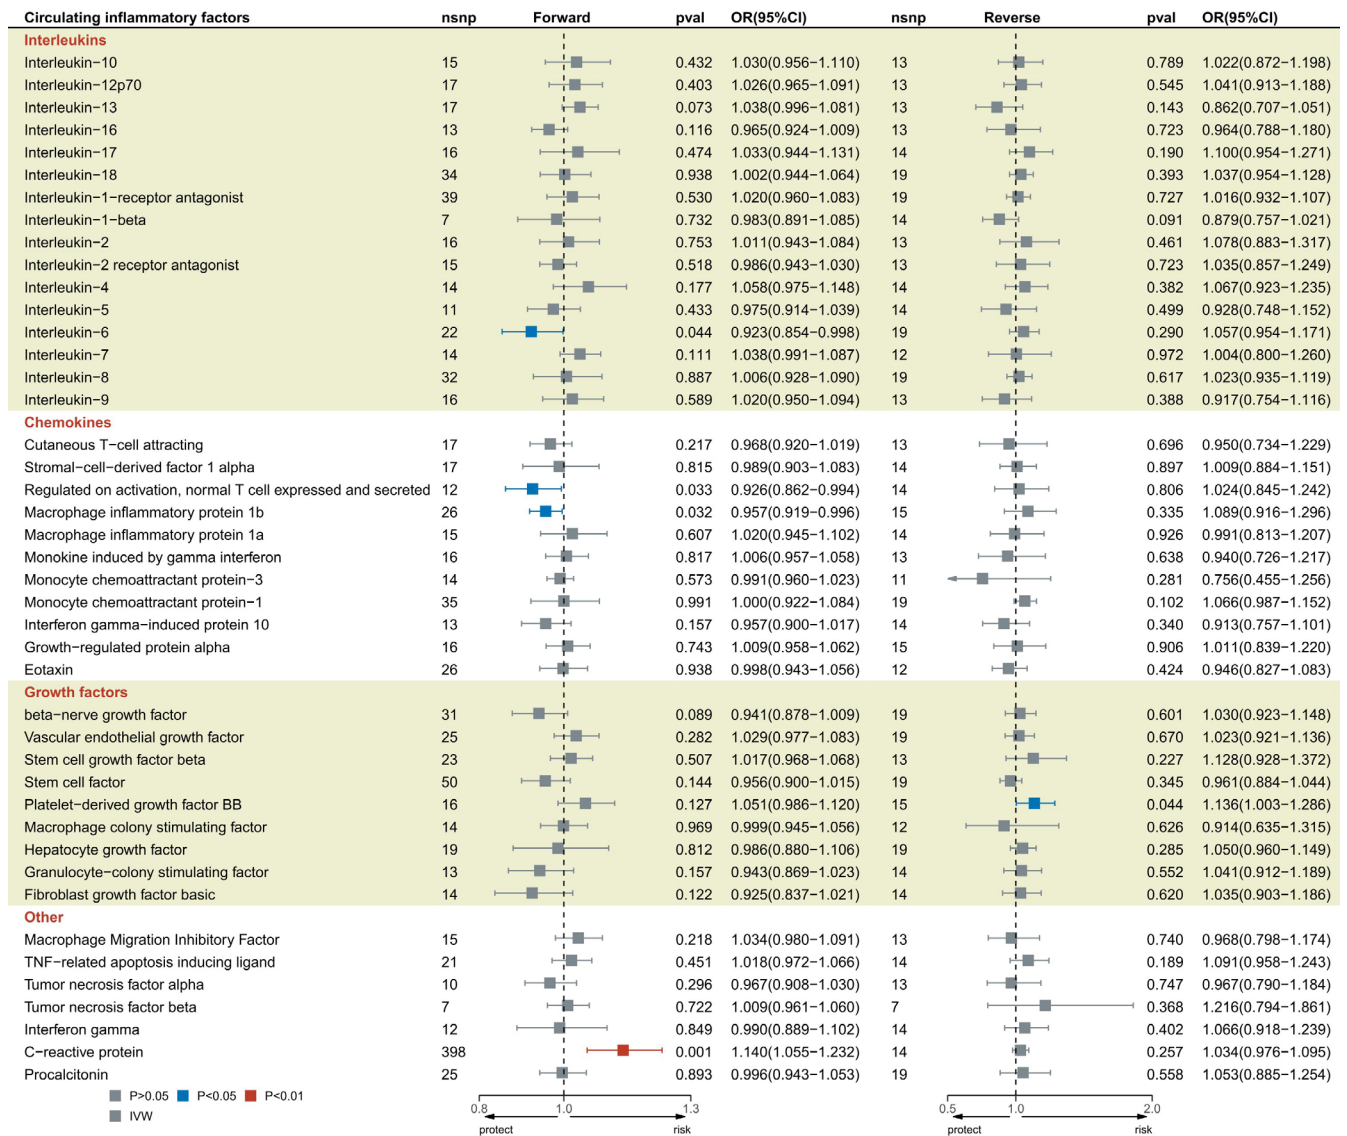 Circulating inflammatory factors nsnp Forward pval OR(95%CI) nsnp Reverse pval OR(95%CI)
Interleukins
Interleukin−10 15 0.432 1.030(0.956−1.110) 13 0.789 1.022(0.872−1.198)
Interleukin−12p70 17 0.403 1.026(0.965−1.091) 13 0.545 1.041(0.913−1.188)
Interleukin−13 17 0.073 1.038(0.996−1.081) 13 0.143 0.862(0.707−1.051)
Interleukin−16 13 0.116 0.965(0.924−1.009) 13 0.723 0.964(0.788−1.180)
Interleukin−17 16 0.474 1.033(0.944−1.131) 14 0.190 1.100(0.954−1.271)
Interleukin−18 34 0.938 1.002(0.944−1.064) 19 0.393 1.037(0.954−1.128)
Interleukin−1−receptor antagonist 39 0.530 1.020(0.960−1.083) 19 0.727 1.016(0.932−1.107)
Interleukin−1−beta 7 0.732 0.983(0.891−1.085) 14 0.091 0.879(0.757−1.021)
Interleukin−2 16 0.753 1.011(0.943−1.084) 13 0.461 1.078(0.883−1.317)
Interleukin−2 receptor antagonist 15 0.518 0.986(0.943−1.030) 13 0.723 1.035(0.857−1.249)
Interleukin−4 14 0.177 1.058(0.975−1.148) 14 0.382 1.067(0.923−1.235)
Interleukin−5 11 0.433 0.975(0.914−1.039) 14 0.499 0.928(0.748−1.152)
Interleukin−6 22 0.044 0.923(0.854−0.998) 19 0.290 1.057(0.954−1.171)
Interleukin−7 14 0.111 1.038(0.991−1.087) 12 0.972 1.004(0.800−1.260)
Interleukin−8 32 0.887 1.006(0.928−1.090) 19 0.617 1.023(0.935−1.119)
Interleukin−9 16 0.589 1.020(0.950−1.094) 13 0.388 0.917(0.754−1.116)
Chemokines
Cutaneous T−cell attracting 17 0.217 0.968(0.920−1.019) 13 0.696 0.950(0.734−1.229)
Stromal−cell−derived factor 1 alpha 17 0.815 0.989(0.903−1.083) 14 0.897 1.009(0.884−1.151)
Regulated on activation, normal T cell expressed and secreted 12 0.033 0.926(0.862−0.994) 14 0.806 1.024(0.845−1.242)
Macrophage inflammatory protein 1b 26 0.032 0.957(0.919−0.996) 15 0.335 1.089(0.916−1.296)
Macrophage inflammatory protein 1a 15 0.607 1.020(0.945−1.102) 14 0.926 0.991(0.813−1.207)
Monokine induced by gamma interferon 16 0.817 1.006(0.957−1.058) 13 0.638 0.940(0.726−1.217)
Monocyte chemoattractant protein−3 14 0.573 0.991(0.960−1.023) 11 0.281 0.756(0.455−1.256)
Monocyte chemoattractant protein−1 35 0.991 1.000(0.922−1.084) 19 0.102 1.066(0.987−1.152)
Interferon gamma−induced protein 10 13 0.157 0.957(0.900−1.017) 14 0.340 0.913(0.757−1.101)
Growth−regulated protein alpha 16 0.743 1.009(0.958−1.062) 15 0.906 1.011(0.839−1.220)
Eotaxin 26 0.938 0.998(0.943−1.056) 12 0.424 0.946(0.827−1.083)
Growth factors
beta−nerve growth factor 31 0.089 0.941(0.878−1.009) 19 0.601 1.030(0.923−1.148)
Vascular endothelial growth factor 25 0.282 1.029(0.977−1.083) 19 0.670 1.023(0.921−1.136)
Stem cell growth factor beta 23 0.507 1.017(0.968−1.068) 13 0.227 1.128(0.928−1.372)
Stem cell factor 50 0.144 0.956(0.900−1.015) 19 0.345 0.961(0.884−1.044)
Platelet−derived growth factor BB 16 0.127 1.051(0.986−1.120) 15 0.044 1.136(1.003−1.286)
Macrophage colony stimulating factor 14 0.969 0.999(0.945−1.056) 12 0.626 0.914(0.635−1.315)
Hepatocyte growth factor 19 0.812 0.986(0.880−1.106) 19 0.285 1.050(0.960−1.149)
Granulocyte−colony stimulating factor 13 0.157 0.943(0.869−1.023) 14 0.552 1.041(0.912−1.189)
Fibroblast growth factor basic 14 0.122 0.925(0.837−1.021) 14 0.620 1.035(0.903−1.186)
Other
Macrophage Migration Inhibitory Factor 15 0.218 1.034(0.980−1.091) 13 0.740 0.968(0.798−1.174)
TNF−related apoptosis inducing ligand 21 0.451 1.018(0.972−1.066) 14 0.189 1.091(0.958−1.243)
Tumor necrosis factor alpha 10 0.296 0.967(0.908−1.030) 13 0.747 0.967(0.790−1.184)
Tumor necrosis factor beta 7 0.722 1.009(0.961−1.060) 7 0.368 1.216(0.794−1.861)
Interferon gamma 12 0.849 0.990(0.889−1.102) 14 0.402 1.066(0.918−1.239)
C−reactive protein 398 0.001 1.140(1.055−1.232) 14 0.257 1.034(0.976−1.095)
Procalcitonin 25 0.893 0.996(0.943−1.053) 19 0.558 1.053(0.885−1.254)
P>0.05 P<0.05 P<0.01
IVW
0.8 1.0 1.3 0.5 1.0 2.0
protect risk protect risk